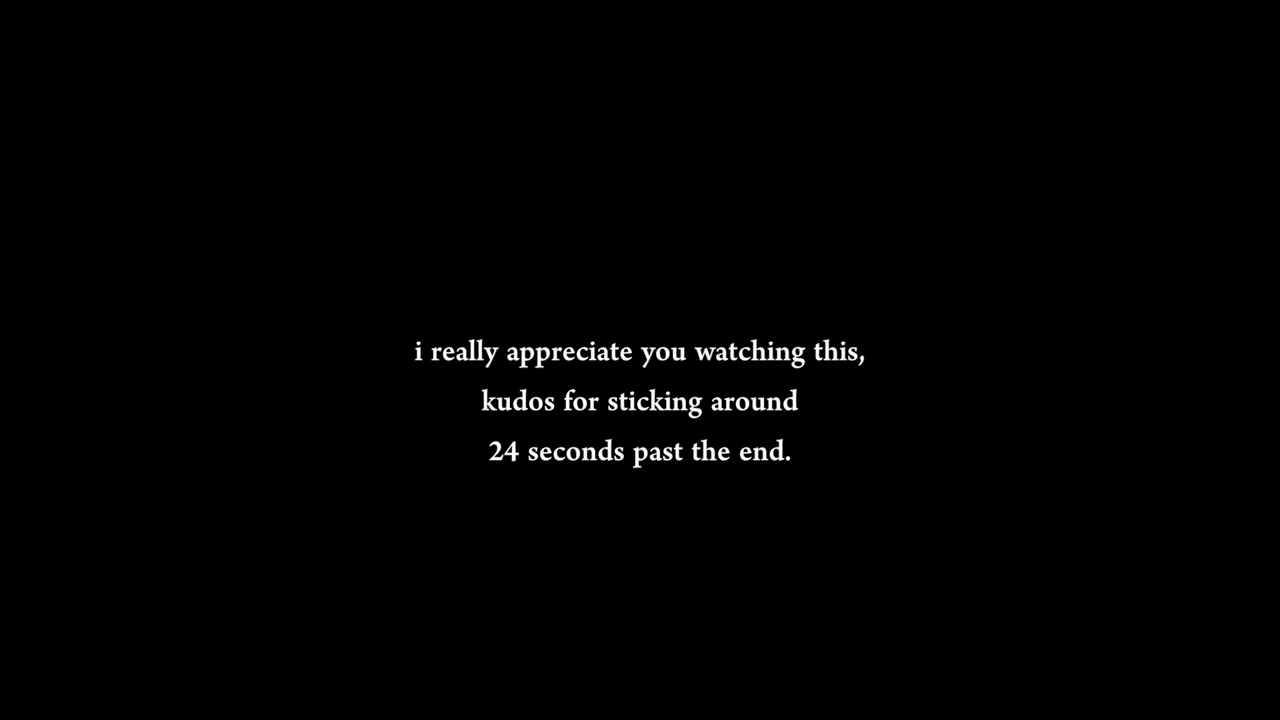 i really appreciate you watching this,
kudos for sticking around
24 seconds past the end.